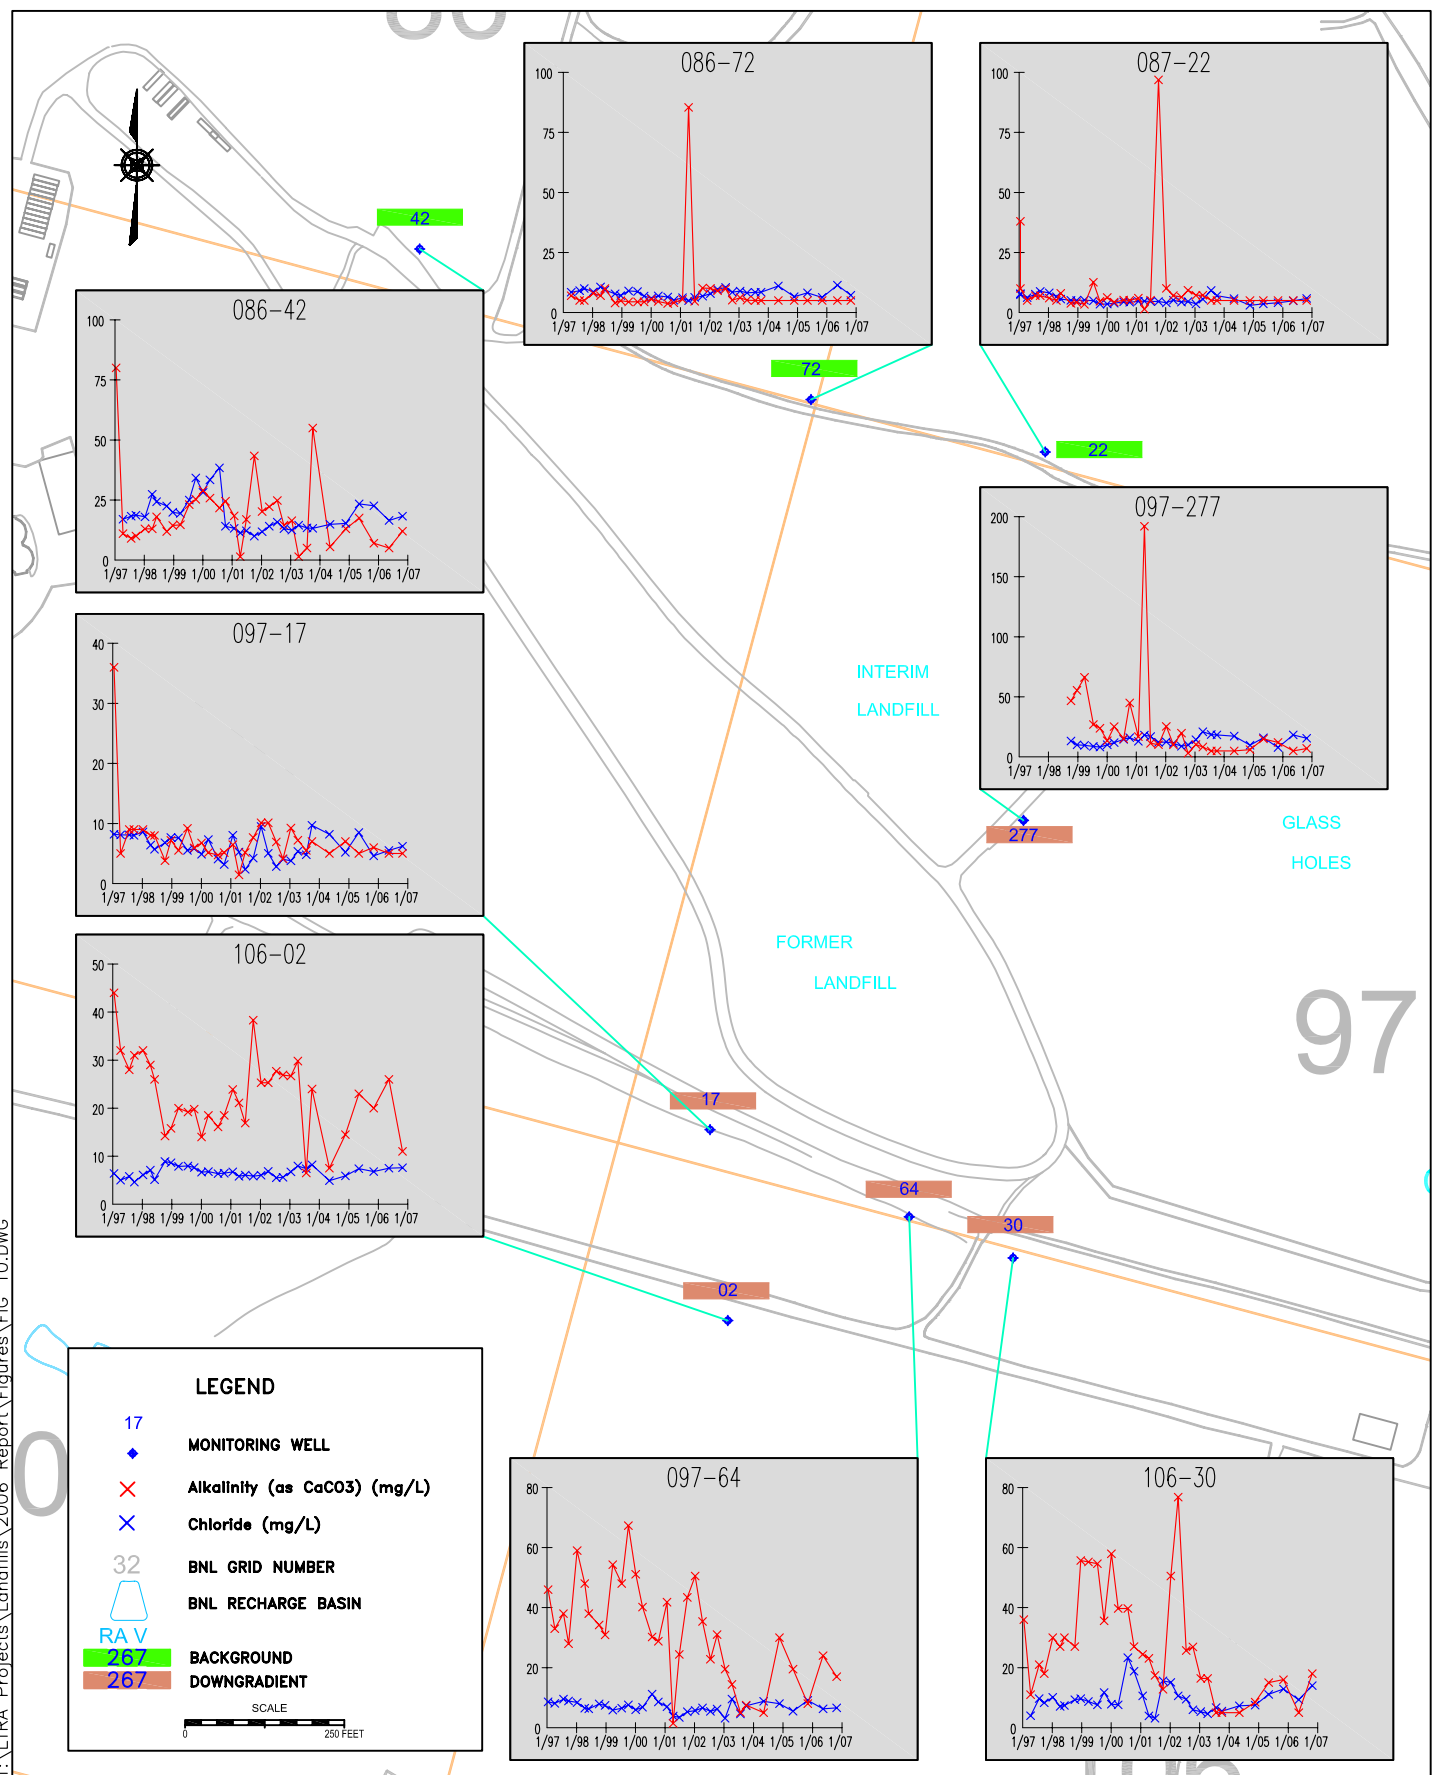 086-72
100
75
50
25
0
1/97 1/98 1/99 1/00 1/01 1/02 1/03 1/04 1/05 1/06 1/07
087-22
100
75
50
25
0
1/97 1/98 1/99 1/00 1/01 1/02 1/03 1/04 1/05 1/06 1/07
42
086-42
100
75
50
25
0
1/97 1/98 1/99 1/00 1/01 1/02 1/03 1/04 1/05 1/06 1/07
72
22
097-277
200
150
100
50
0
1/97 1/98 1/99 1/00 1/01 1/02 1/03 1/04 1/05 1/06 1/07
097-17
40
30
20
10
0
1/97 1/98 1/99 1/00 1/01 1/02 1/03 1/04 1/05 1/06 1/07
INTERIM
LANDFILL
277
GLASS
HOLES
FORMER
LANDFILL
97
106-02
50
40
30
20
10
0
1/97 1/98 1/99 1/00 1/01 1/02 1/03 1/04 1/05 1/06 1/07
17
64
30
02
LEGEND
17
MONITORING WELL
Alkalinity (as CaCO3) (mg/L)
Chloride (mg/L)
32 BNL GRID NUMBER
BNL RECHARGE BASIN
RA V
267 BACKGROUND
267 DOWNGRADIENT
SCALE
0 250 FEET
097-64
80
60
40
20
0
1/97 1/98 1/99 1/00 1/01 1/02 1/03 1/04 1/05 1/06 1/07
106-30
80
60
40
20
0
1/97 1/98 1/99 1/00 1/01 1/02 1/03 1/04 1/05 1/06 1/07